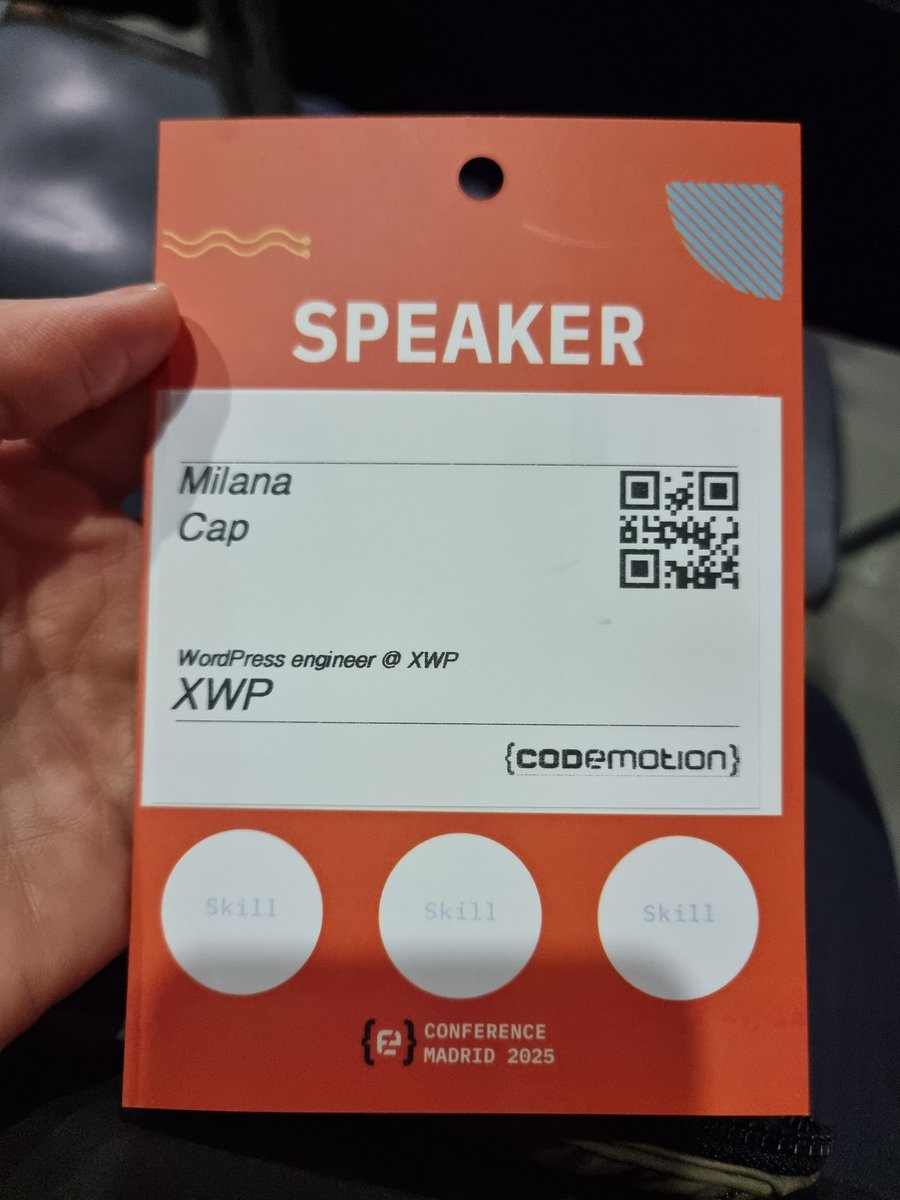 SPEAKER
Milana
Cap
WordPress engineer @ XWP
XWP
{CODEMOTION}
Skill Skill Skill
CONFERENCE
MADRID 2025